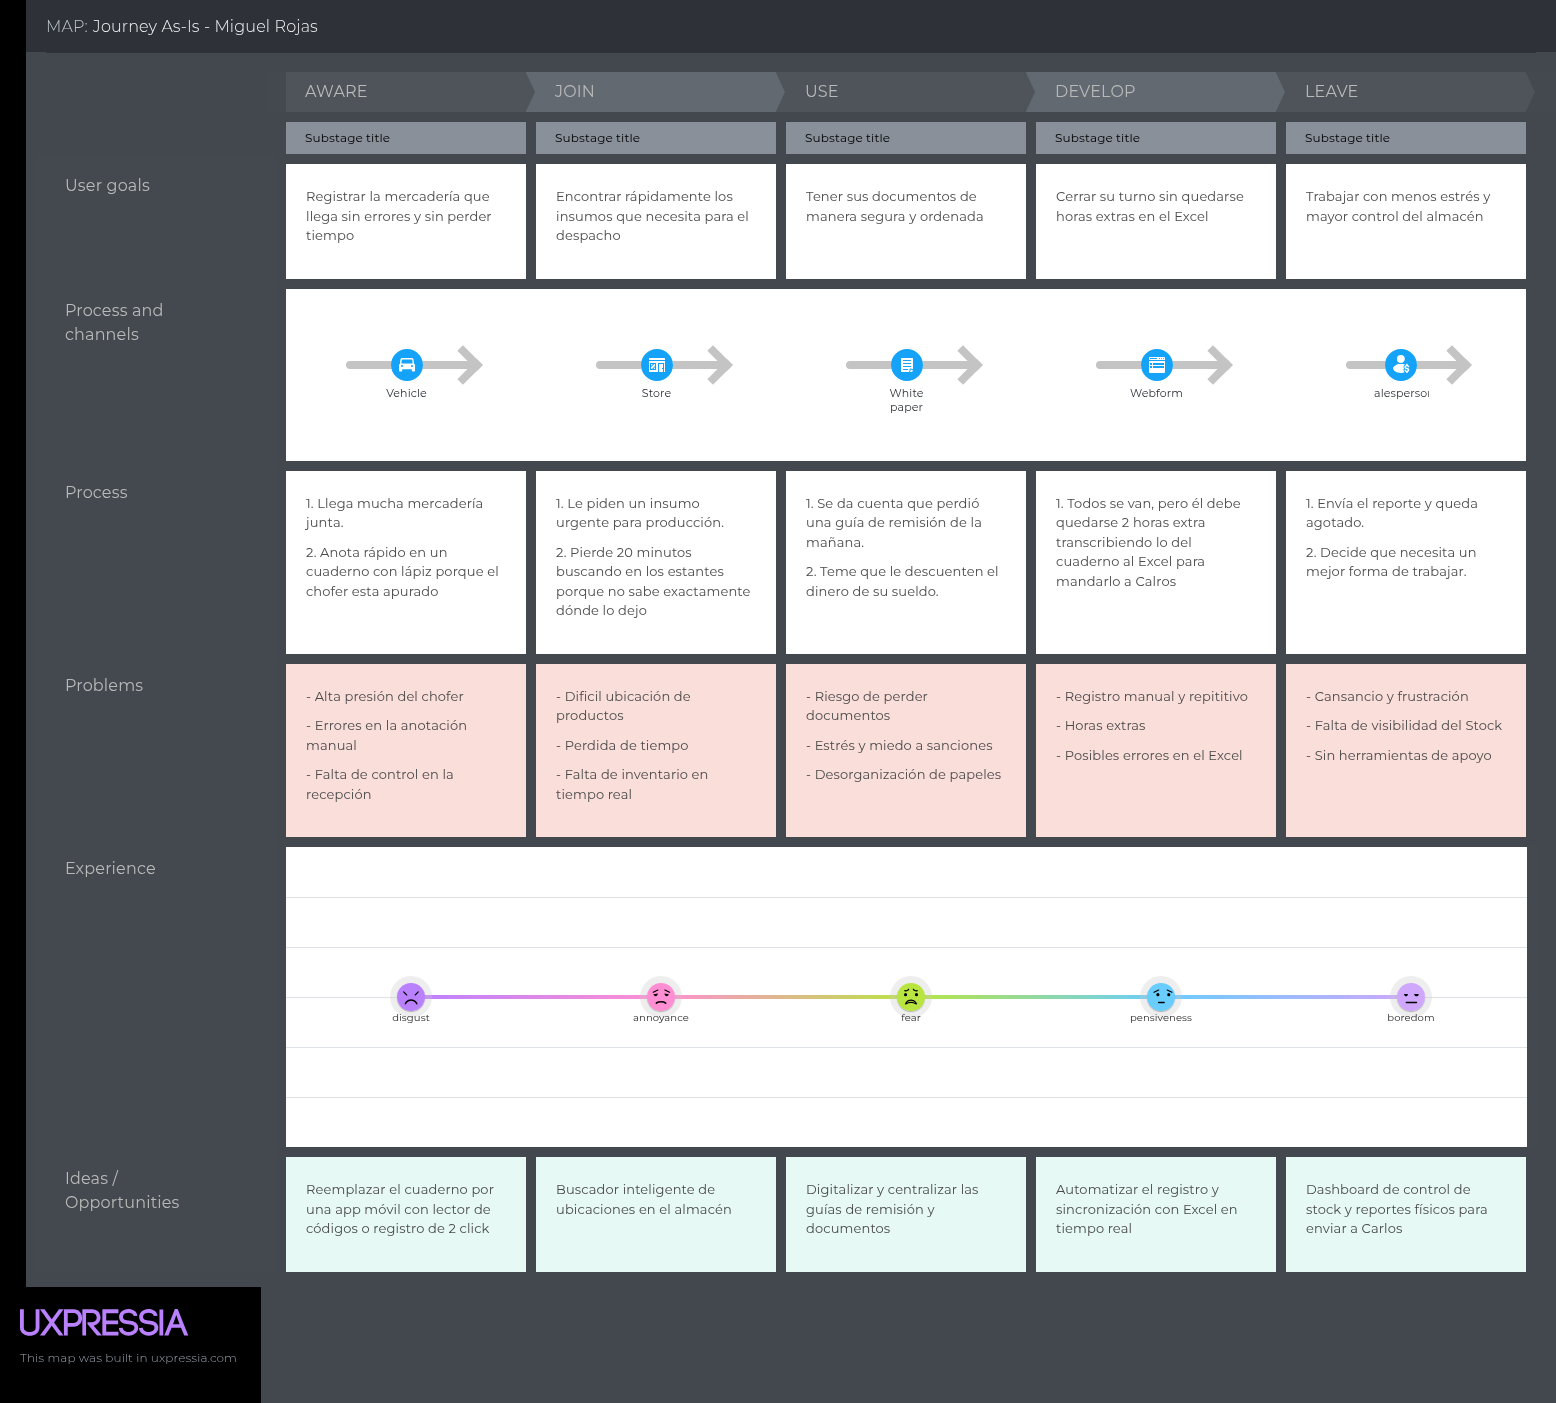 MAP: Journey As-Is - Miguel Rojas
AWARE
JOIN
USE
DEVELOP
LEAVE
Substage title
Substage title
Substage title
Substage title
Substage title
User goals
Registrar la mercadería que
llega sin errores y sin perder
tiempo
Encontrar rápidamente los
insumos que necesita para el
despacho
Tener sus documentos de
manera segura y ordenada
Cerrar su turno sin quedarse
horas extras en el Excel
Trabajar con menos estrés y
mayor control del almacén
Process and
channels
Vehicle
Store
White
paper
Webform
alesperso
Process
1. Llega mucha mercadería
junta.
2. Anota rápido en un
cuaderno con lápiz porque el
chofer esta apurado
1. Le piden un insumo
urgente para producción.
2. Pierde 20 minutos
buscando en los estantes
porque no sabe exactamente
dónde lo dejo
1. Se da cuenta que perdió
una guía de remisión de la
mañana.
2. Teme que le descuenten el
dinero de su sueldo.
1. Todos se van, pero él debe
quedarse 2 horas extra
transcribiendo lo del
cuaderno al Excel para
mandarlo a Calros
1. Envía el reporte y queda
agotado.
2. Decide que necesita un
mejor forma de trabajar.
Problems
- Alta presión del chofer
- Errores en la anotación
manual
- Falta de control en la
recepción
- Dificil ubicación de
productos
- Perdida de tiempo
- Falta de inventario en
tiempo real
- Riesgo de perder
documentos
- Estrés y miedo a sanciones
- Desorganización de papeles
- Registro manual y repititivo
- Horas extras
- Posibles errores en el Excel
- Cansancio y frustración
- Falta de visibilidad del Stock
- Sin herramientas de apoyo
Experience
disgust
annoyance
fear
pensiveness
boredom
Ideas /
Opportunities
Reemplazar el cuaderno por
una app móvil con lector de
códigos o registro de 2 click
Buscador inteligente de
ubicaciones en el almacén
Digitalizar y centralizar las
guías de remisión y
documentos
Automatizar el registro y
sincronización con Excel en
tiempo real
Dashboard de control de
stock y reportes físicos para
enviar a Carlos
UXPRESSIA
This map was built in uxpressia.com